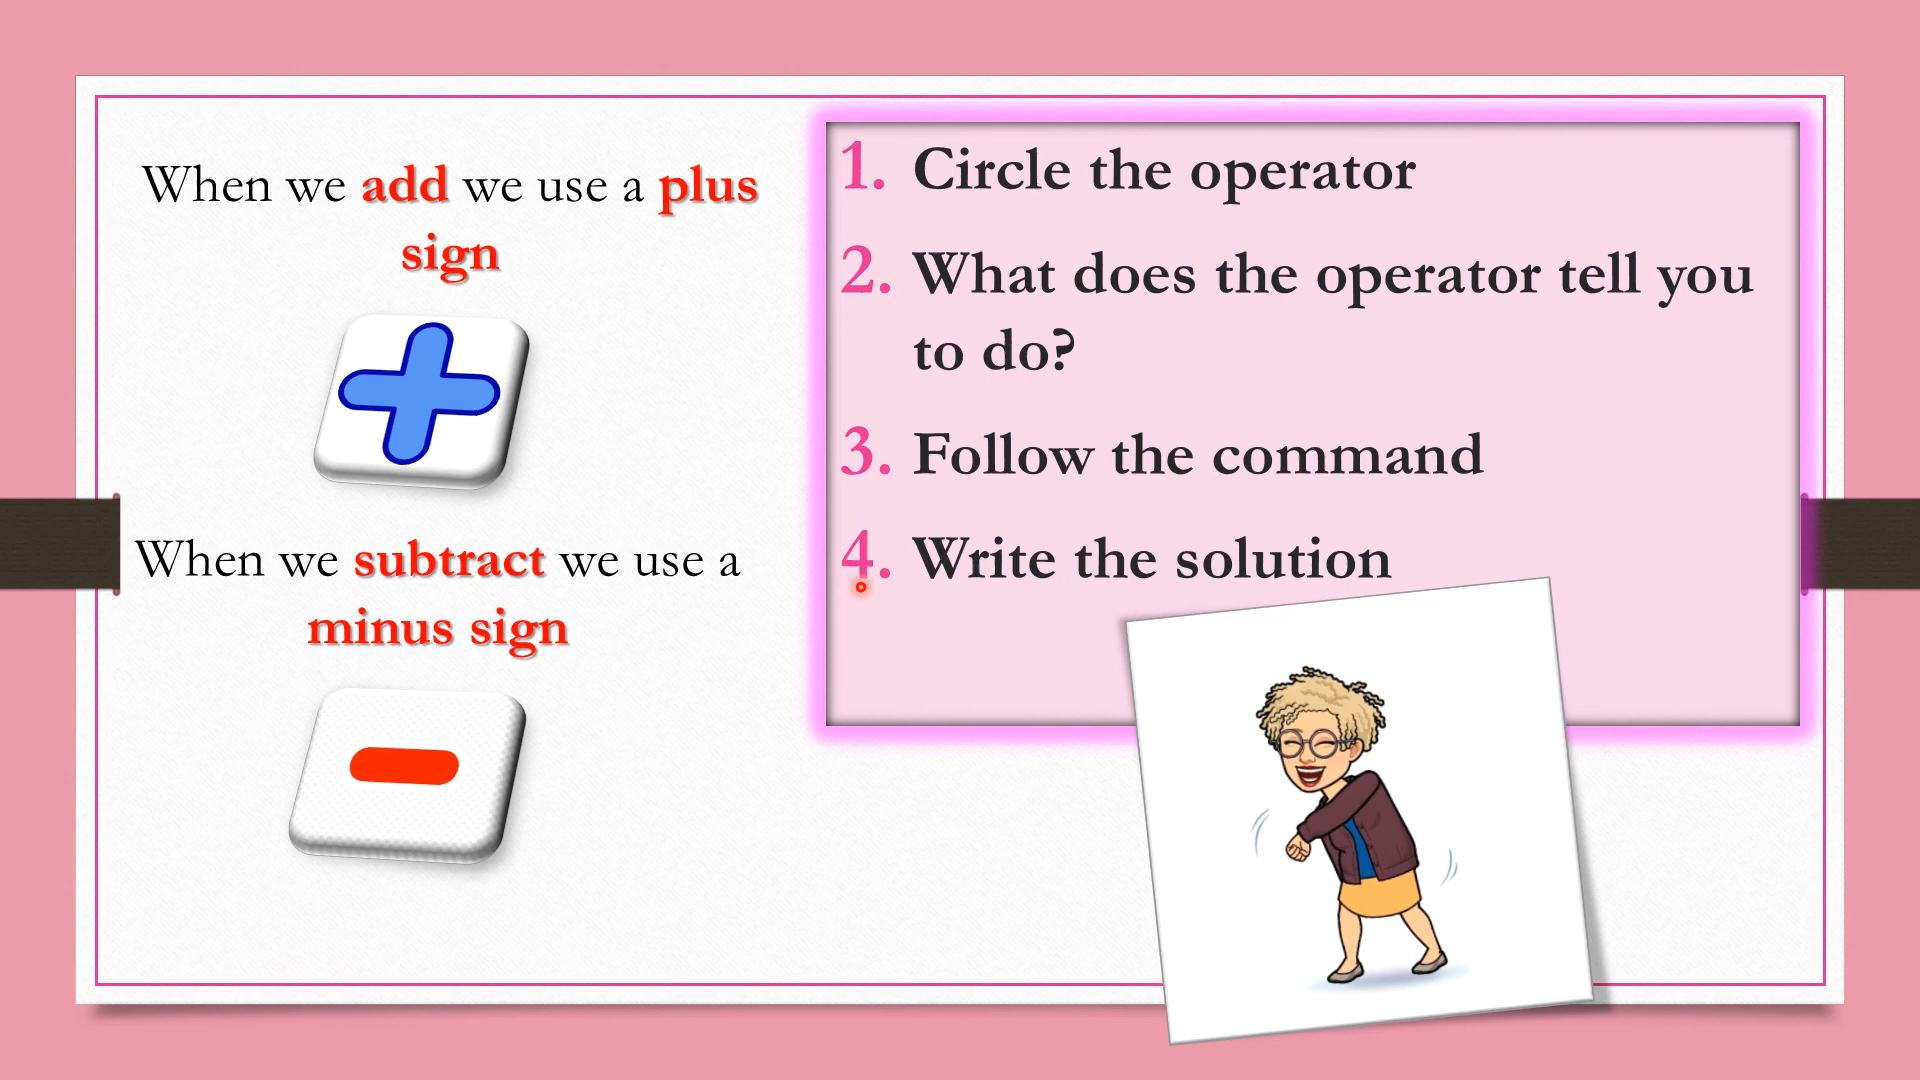 When we add we use a plus
sign
When we subtract we use a
minus sign
1. Circle the operator
2. What does the operator tell you
to do?
3. Follow the command
4. Write the solution